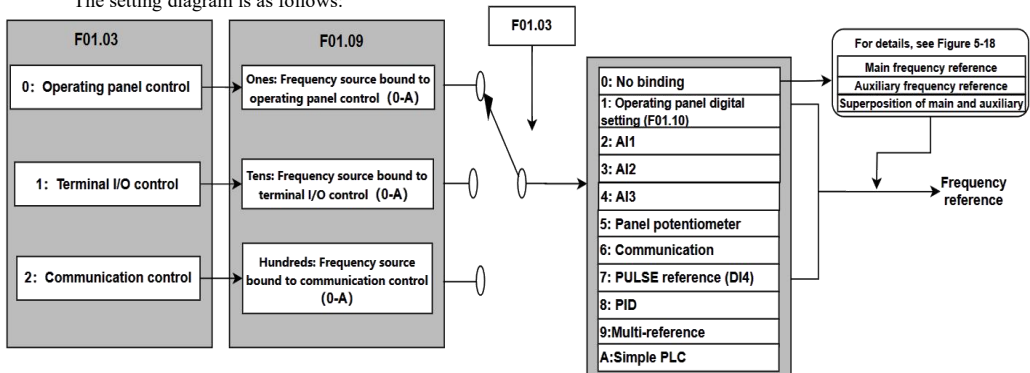 The setting diagram is as follows:
F01.03
0: Operating panel control
1: Terminal I/O control
2: Communication control
F01.09
Ones: Frequency source bound to
operating panel control (0-A)
Tens: Frequency source bound to
terminal I/O control (0-A)
Hundreds: Frequency source
bound to communication control
(0-A)
F01.03
0: No binding
1: Operating panel digital
setting (F01.10)
2: AI1
3: AI2
4: AI3
5: Panel potentiometer
6: Communication
7: PULSE reference (DI4)
8: PID
9:Multi-reference
A:Simple PLC
For details, see Figure 5-18
Main frequency reference
Auxiliary frequency reference
Superposition of main and auxiliary
Frequency
reference